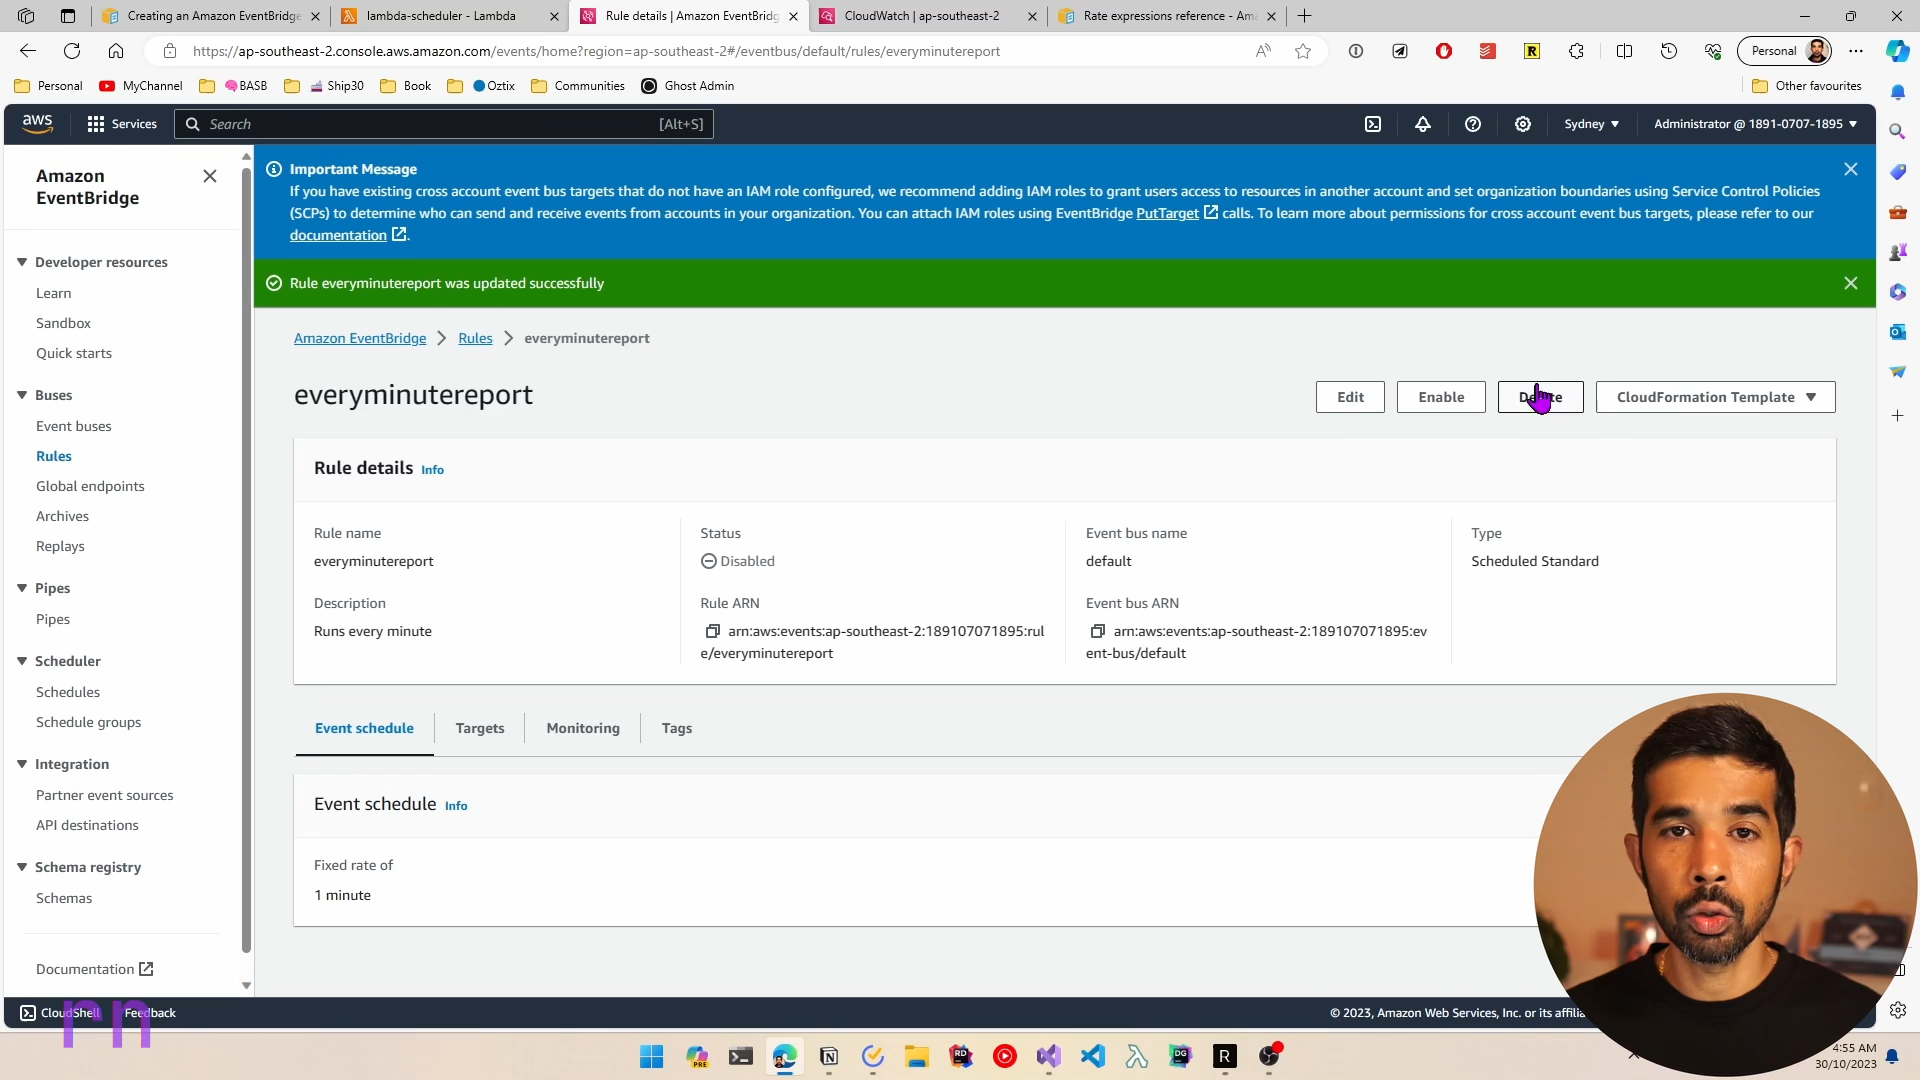 Creating an Amazon EventBridge
lambda-scheduler - Lambda
Rule details | Amazon EventBridg
CloudWatch | ap-southeast-2
Rate expressions reference - Ama
https://ap-southeast-2.console.aws.amazon.com/events/home?region=ap-southeast-2#/eventbus/default/rules/everyminutereport
Personal
Personal
MyChannel
BASB
Ship30
Book
Oztix
Communities
Ghost Admin
Other favourites
aws
Services
Search
[Alt+S]
Sydney
Administrator @ 1891-0707-1895
Amazon
EventBridge
Developer resources
Learn
Sandbox
Quick starts
Buses
Event buses
Rules
Global endpoints
Archives
Replays
Pipes
Pipes
Scheduler
Schedules
Schedule groups
Integration
Partner event sources
API destinations
Schema registry
Schemas
Documentation
Important Message
If you have existing cross account event bus targets that do not have an IAM role configured, we recommend adding IAM roles to grant users access to resources in another account and set organization boundaries using Service Control Policies
(SCPs) to determine who can send and receive events from accounts in your organization. You can attach IAM roles using EventBridge PutTarget calls. To learn more about permissions for cross account event bus targets, please refer to our
documentation .
Rule everyminutereport was updated successfully
Amazon EventBridge
Rules
everyminutereport
everyminutereport
Edit
Enable
Delete
CloudFormation Template
Rule details Info
Rule name
everyminutereport
Status
Disabled
Event bus name
default
Type
Scheduled Standard
Description
Runs every minute
Rule ARN
arn:aws:events:ap-southeast-2:189107071895:rul
e/everyminutereport
Event bus ARN
arn:aws:events:ap-southeast-2:189107071895:ev
ent-bus/default
Event schedule
Targets
Monitoring
Tags
Event schedule Info
Fixed rate of
1 minute
CloudShell
Feedback
rn
© 2023, Amazon Web Services, Inc. or its affilia
4:55 AM
30/10/2023